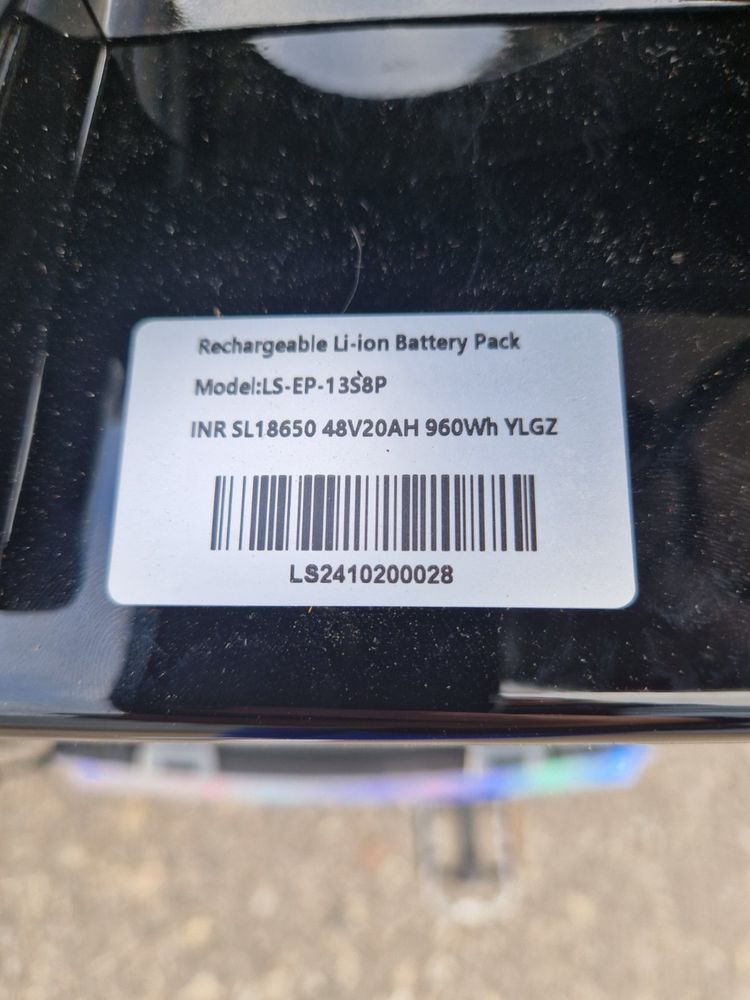 Rechargeable Li-ion Battery Pack
Model:LS-EP-13S8P
INR SL18650 48V20AH 960Wh YLGZ
LS2410200028